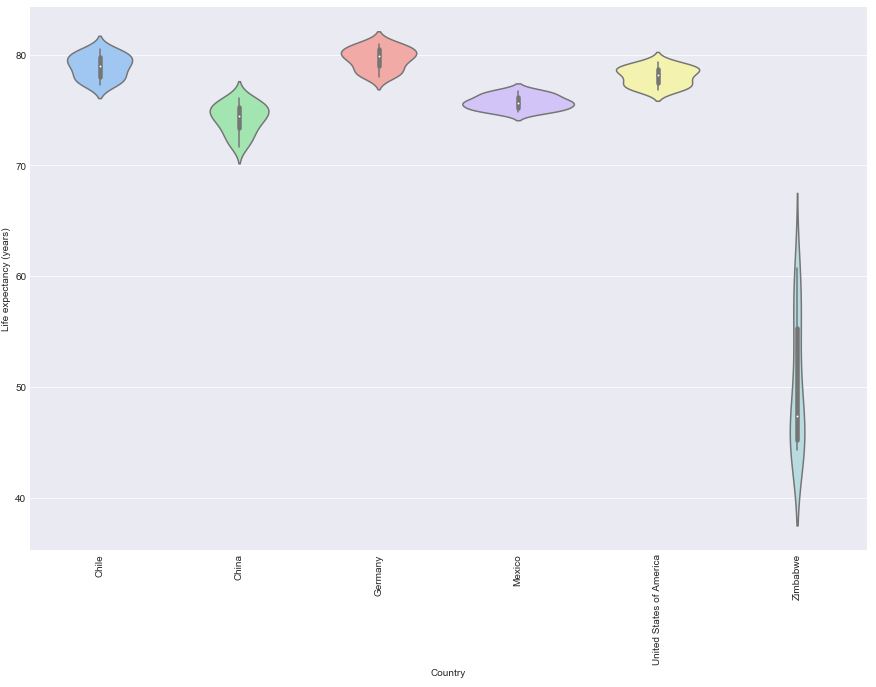 80
70
60
50
40
Life expectancy (years)
Chile
China
Germany
Mexico
United States of America
Zimbabwe
Country